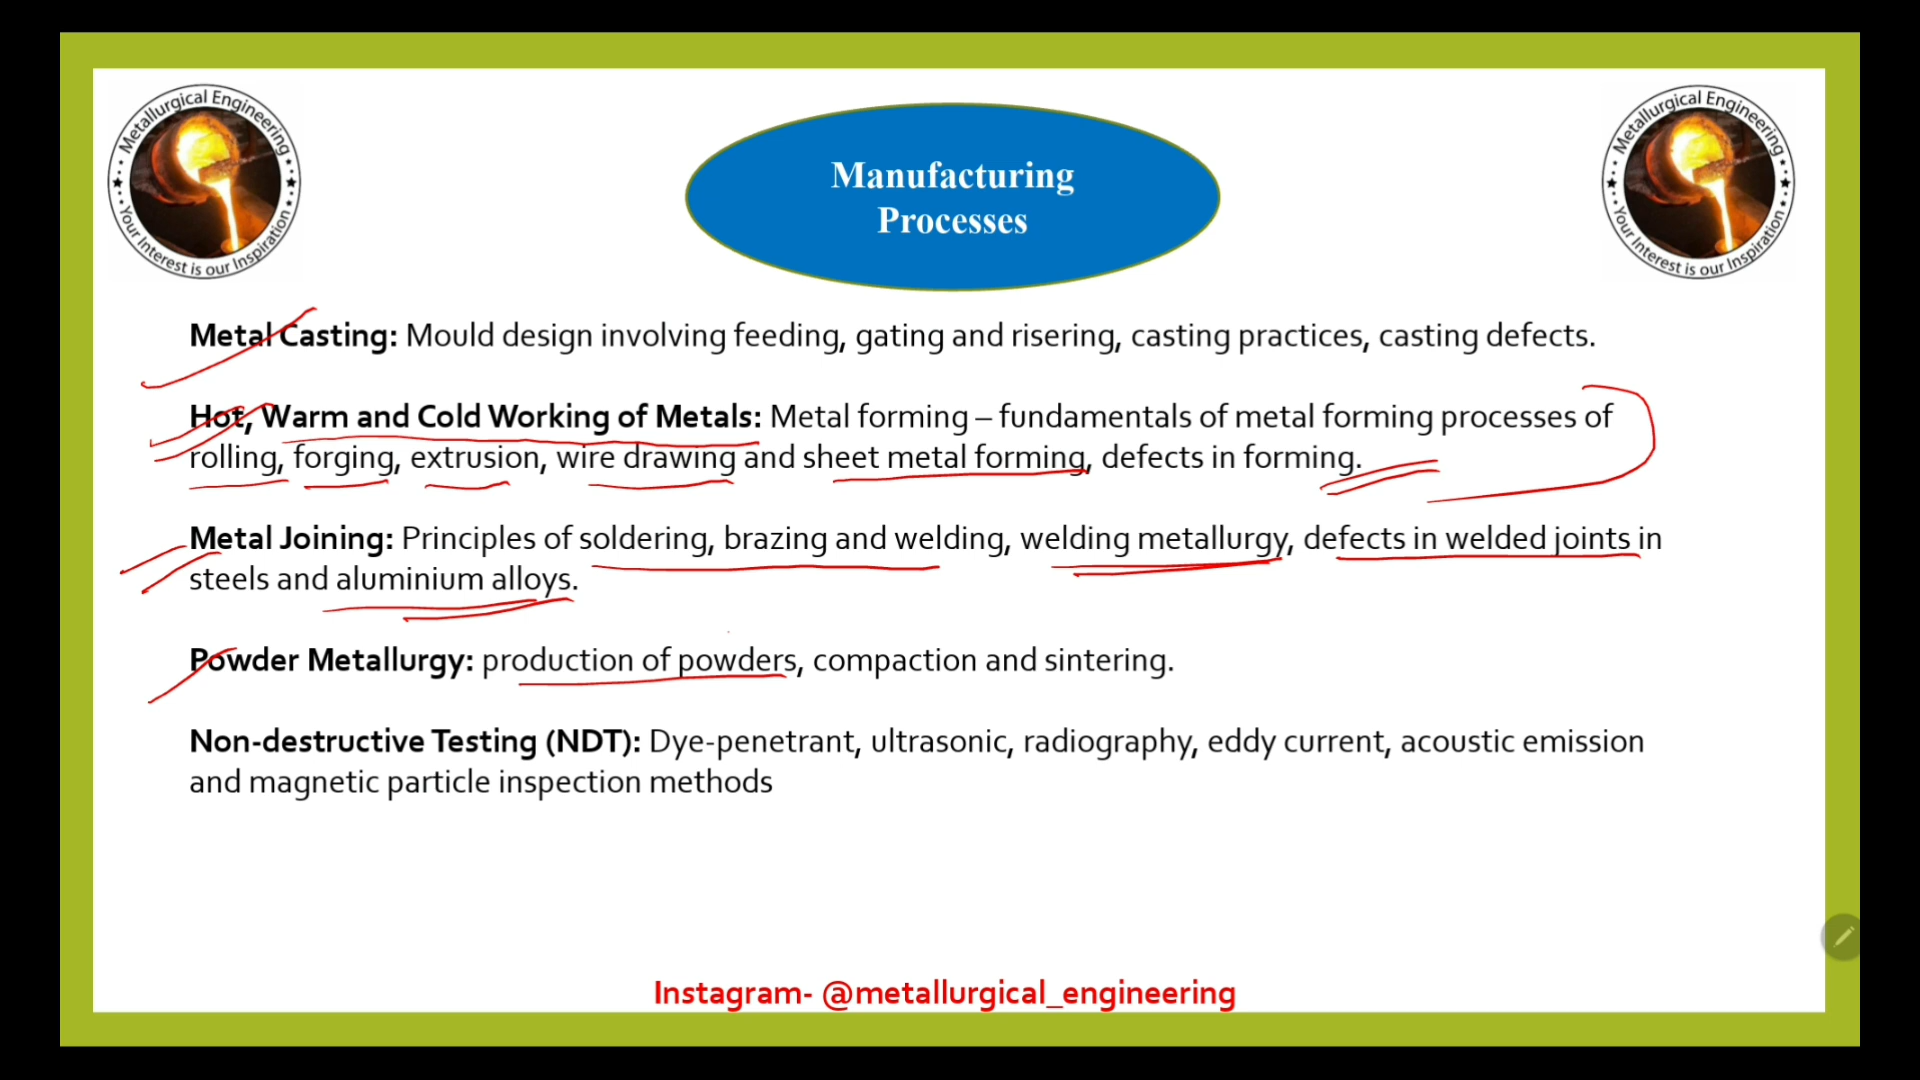 Metallurgical Engineering
Your Interest is our Inspiration
Manufacturing
Processes
Metallurgical Engineering
Your Interest is our Inspiration
Metal Casting: Mould design involving feeding, gating and risering, casting practices, casting defects.
Hot, Warm and Cold Working of Metals: Metal forming – fundamentals of metal forming processes of
rolling, forging, extrusion, wire drawing and sheet metal forming, defects in forming.
Metal Joining: Principles of soldering, brazing and welding, welding metallurgy, defects in welded joints in
steels and aluminium alloys.
Powder Metallurgy: production of powders, compaction and sintering.
Non-destructive Testing (NDT): Dye-penetrant, ultrasonic, radiography, eddy current, acoustic emission
and magnetic particle inspection methods
Instagram- @metallurgical_engineering